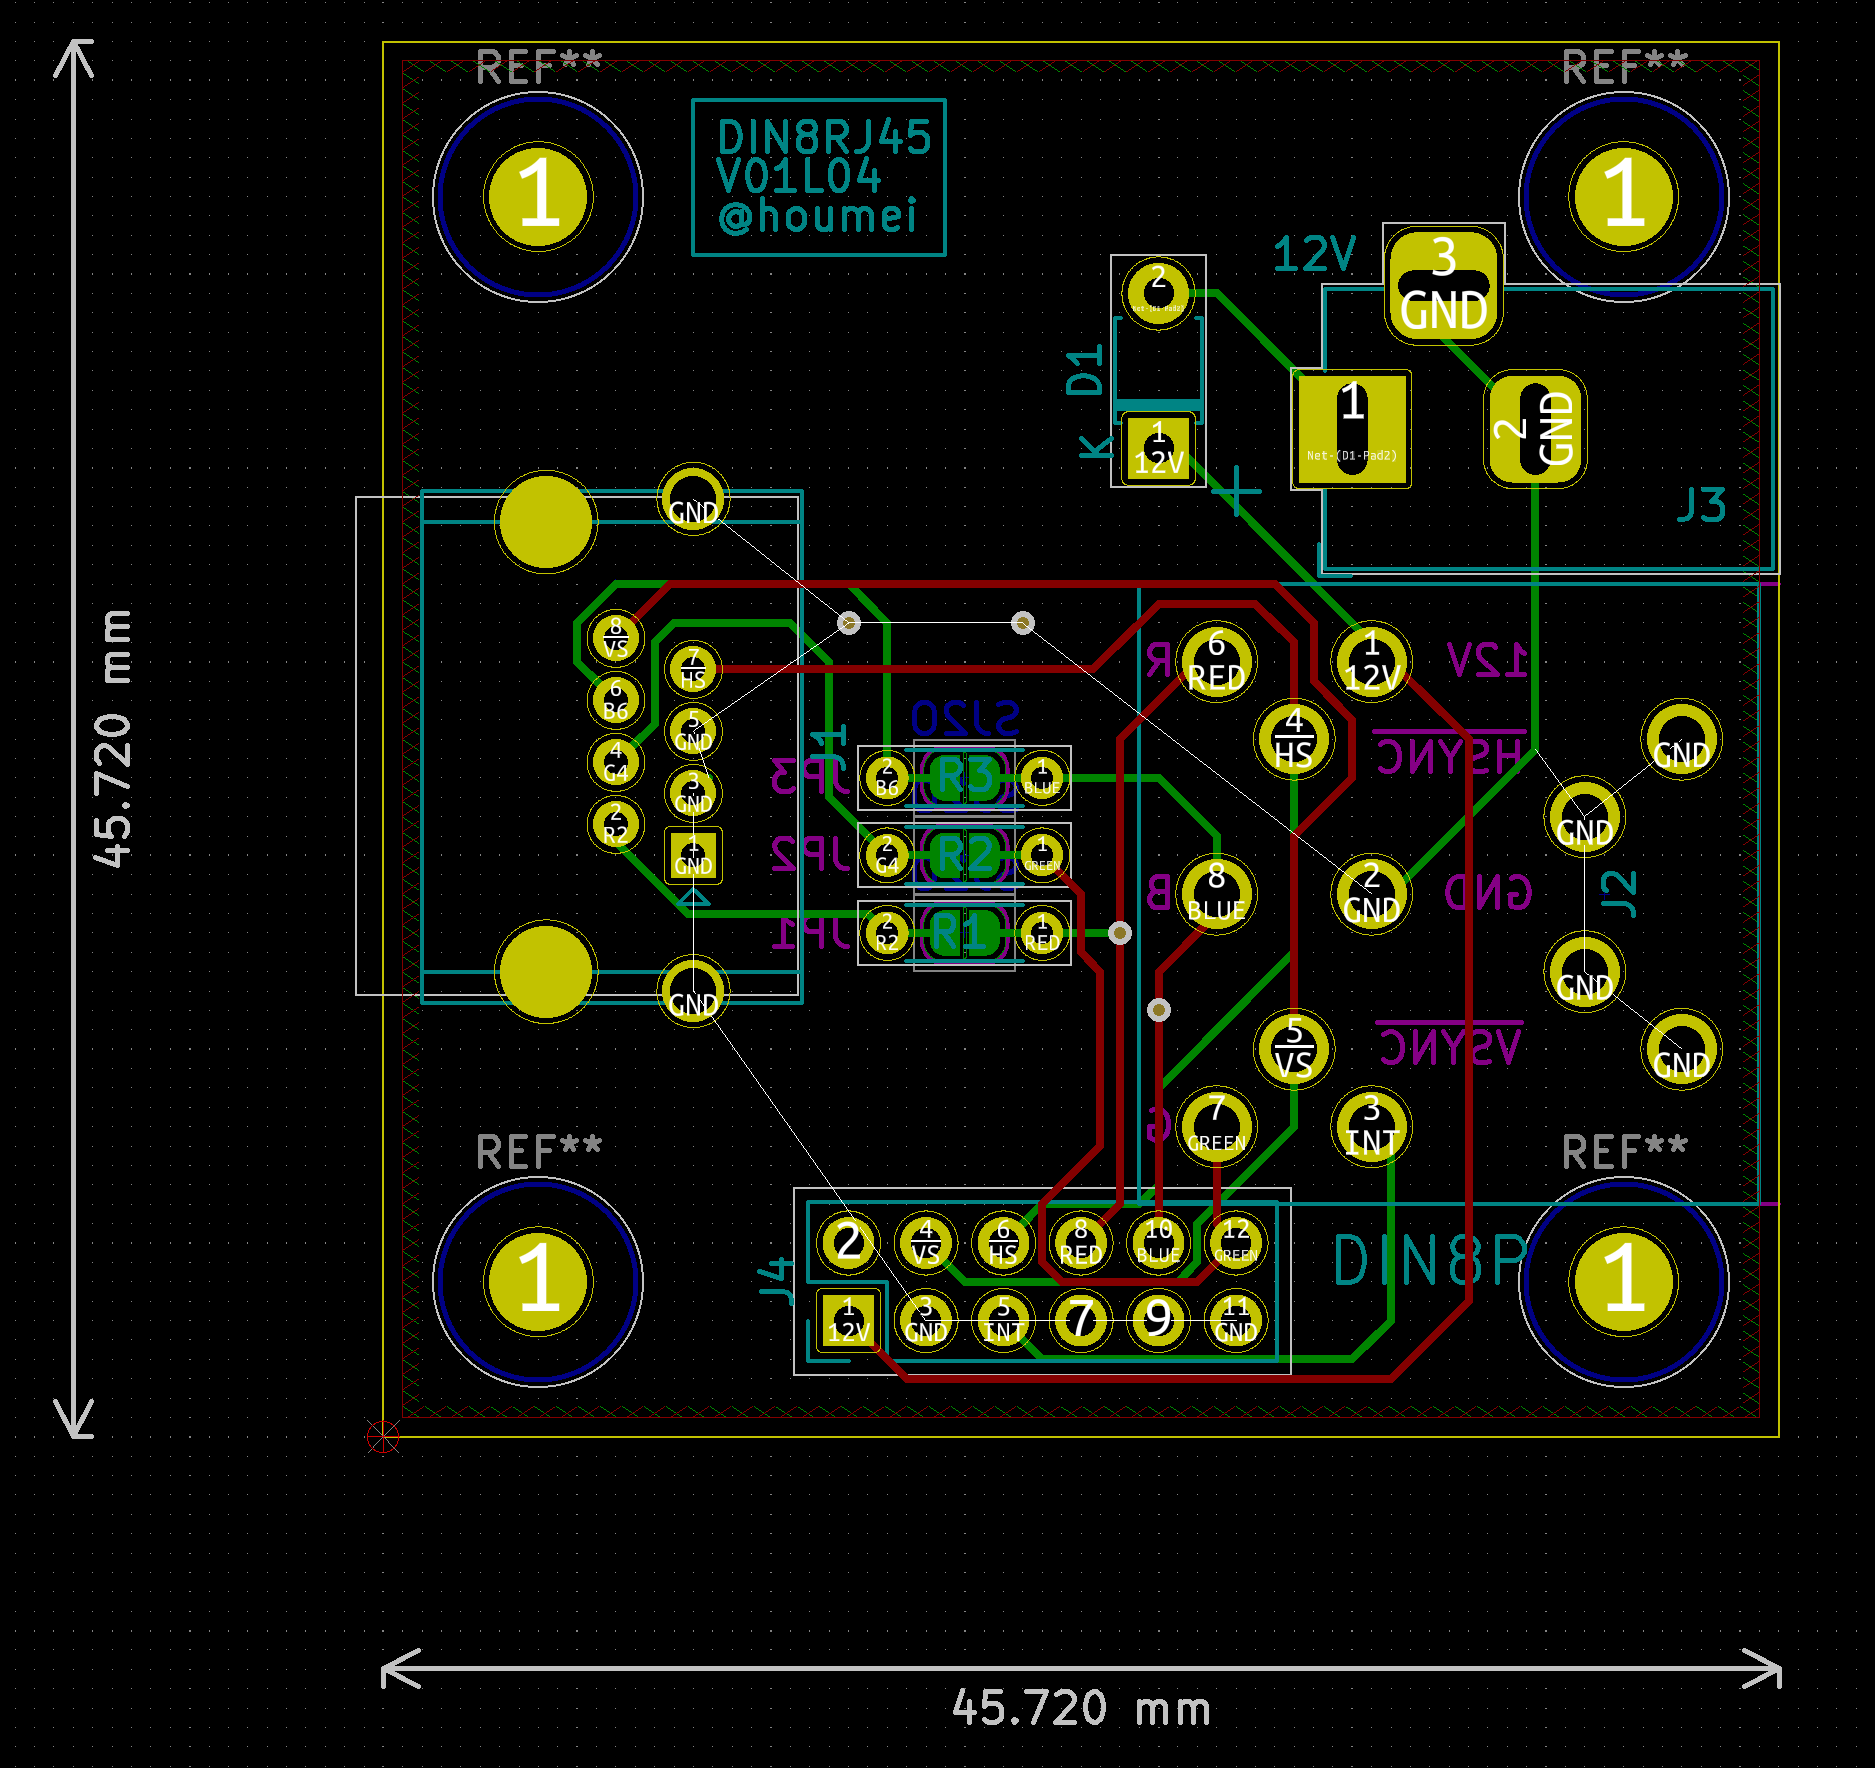 REF**
REF**
1
1
DIN8RJ45
V01L04
@houmei
12V
3
GND
2
Net-(D1-Pad2)
D1
K
1
12V
1
Net-(D1-Pad2)
2
GND
J3
GND
8
VS
7
HS
6
B6
5
GND
4
G4
3
GND
2
R2
1
GND
GND
J1
SJ20
JP3
2
B6
R3
1
BLUE
JP2
2
G4
R2
1
GREEN
JP1
2
R2
R1
1
RED
R
6
RED
1
12V
12V
4
HS
HSYNC
B
8
BLUE
2
GND
GND
5
VS
VSYNC
G
7
GREEN
3
INT
GND
GND
GND
GND
J2
REF**
REF**
1
1
J4
2
4
VS
6
HS
8
RED
10
BLUE
12
GREEN
1
12V
3
GND
5
INT
7
9
11
GND
DIN8P
45.720 mm
45.720 mm